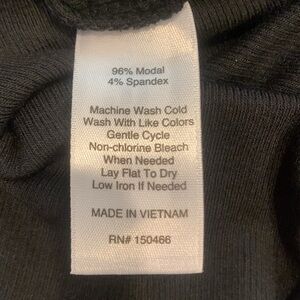 96% Modal
4% Spandex
Machine Wash Cold
Wash With Like Colors
Gentle Cycle
Non-chlorine Bleach
When Needed
Lay Flat To Dry
Low Iron If Needed
MADE IN VIETNAM
RN# 150466